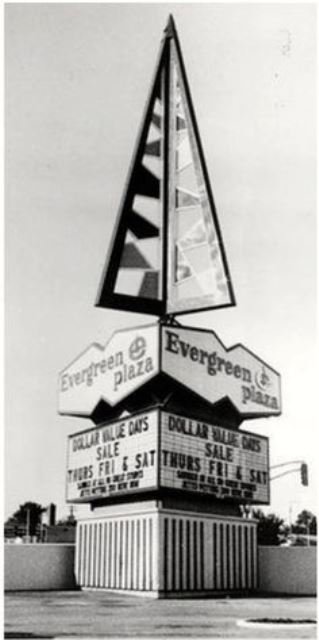 Evergreen
plaza
DOLLAR VALUE DAYS
SALE
THURS FRI & SAT
Evergreen
plaza
DOLLAR VALUE DAYS
SALE
THURS FRI & SAT